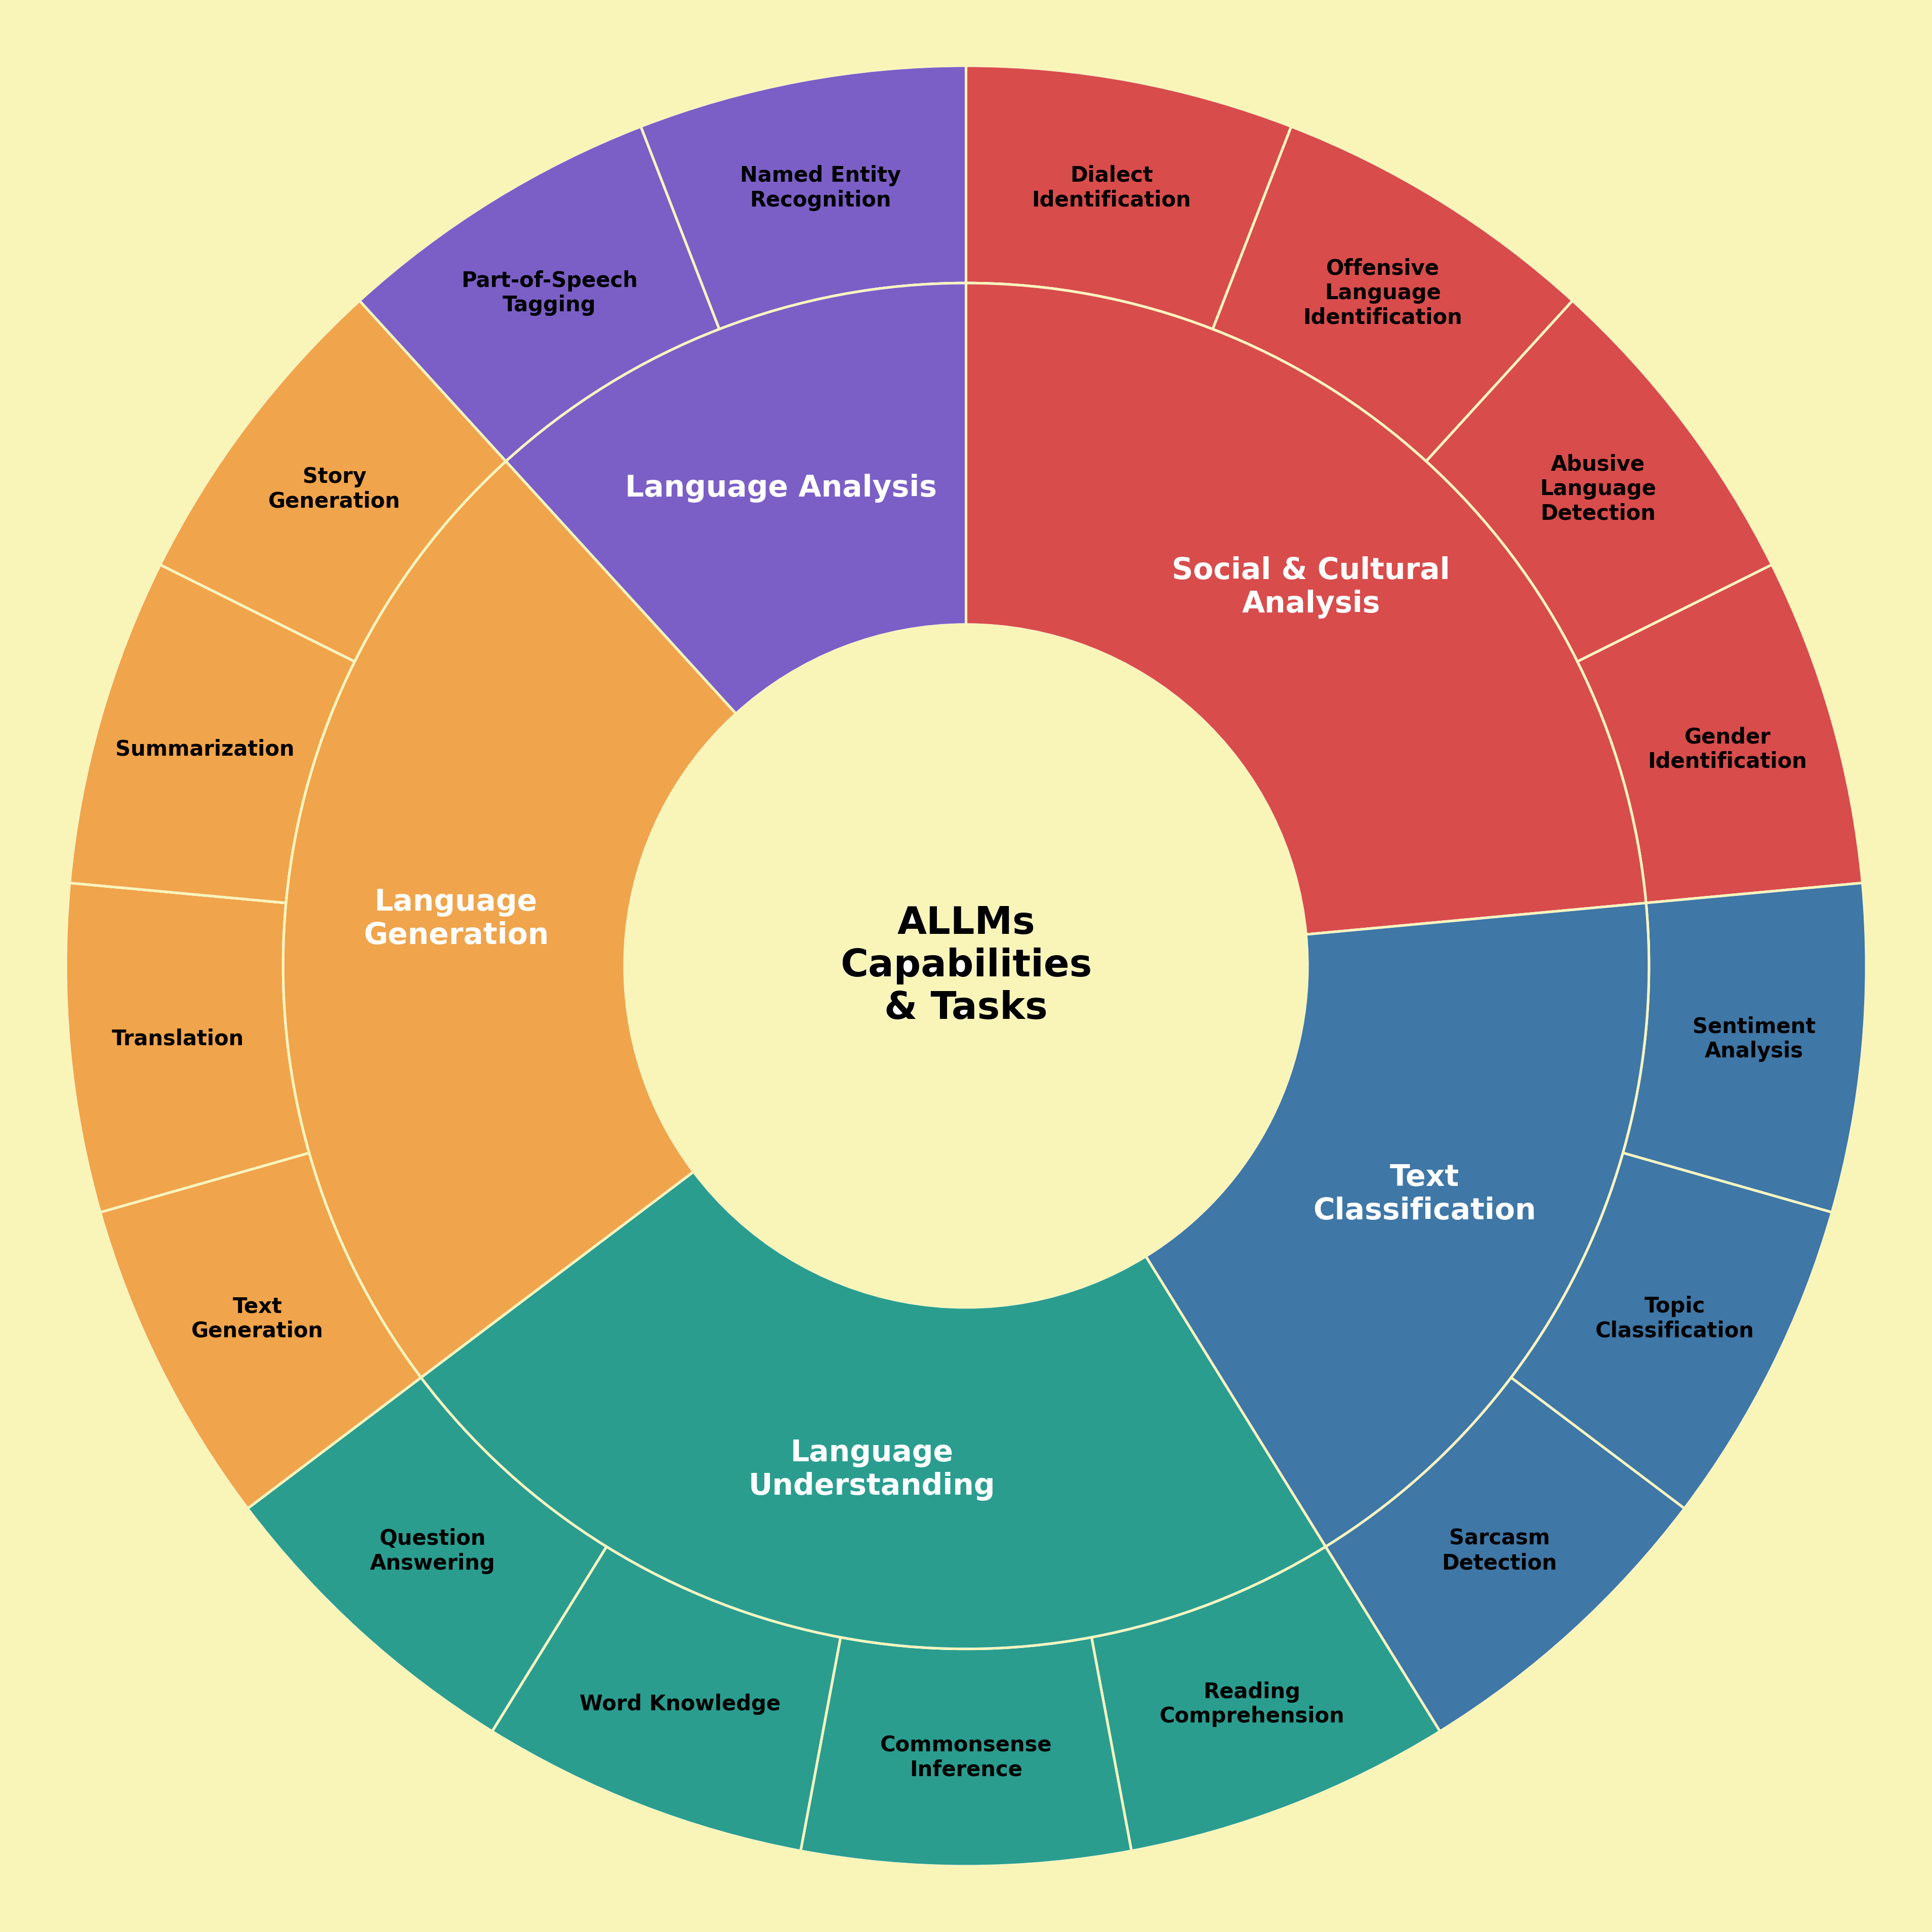 Named Entity
Recognition
Dialect
Identification
Part-of-Speech
Tagging
Offensive
Language
Identification
Story
Generation
Language Analysis
Abusive
Language
Detection
Social & Cultural
Analysis
Summarization
Gender
Identification
Language
Generation
ALLMs
Capabilities
& Tasks
Translation
Sentiment
Analysis
Text
Classification
Text
Generation
Topic
Classification
Language
Understanding
Question
Answering
Sarcasm
Detection
Word Knowledge
Reading
Comprehension
Commonsense
Inference